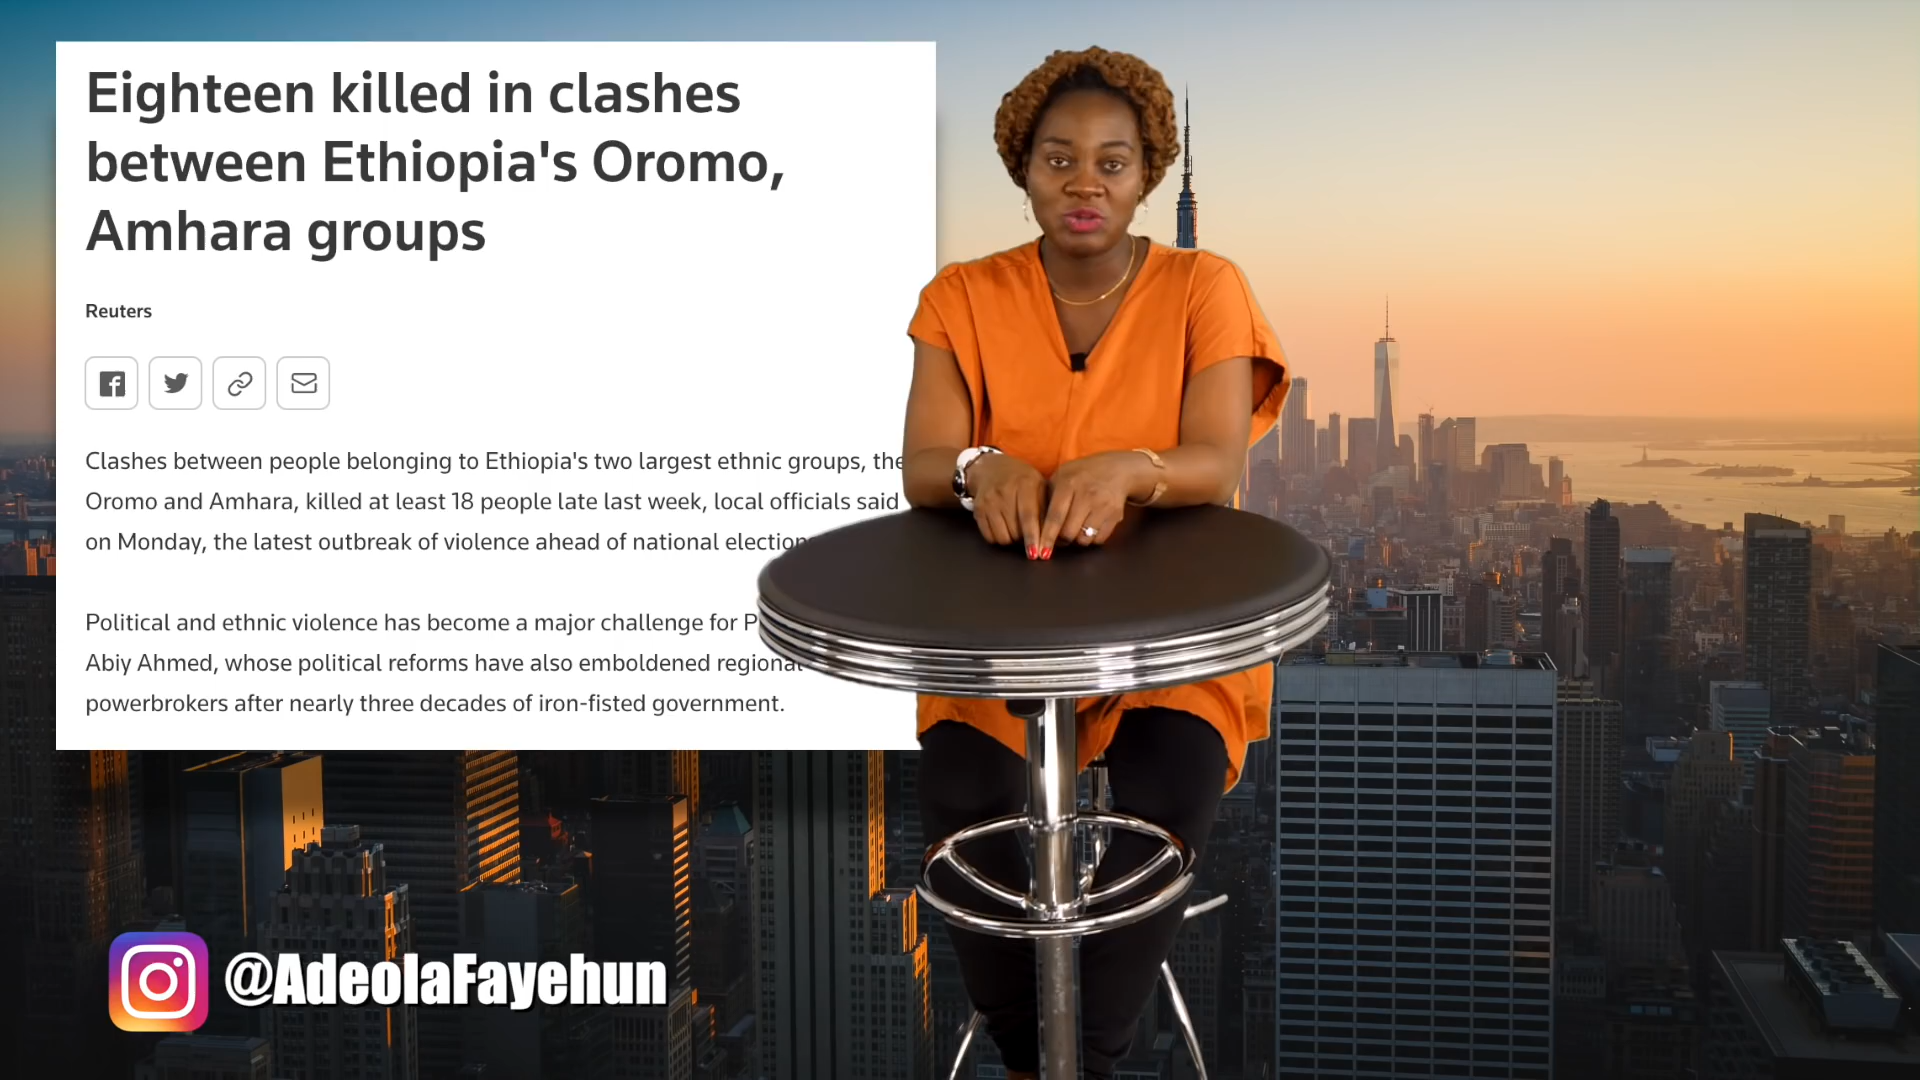 Eighteen killed in clashes
between Ethiopia's Oromo,
Amhara groups
Reuters
Clashes between people belonging to Ethiopia's two largest ethnic groups, the
Oromo and Amhara, killed at least 18 people late last week, local officials said
on Monday, the latest outbreak of violence ahead of national
Political and ethnic violence has become a major challenge for
Abiy Ahmed, whose political reforms have also emboldened regional
powerbrokers after nearly three decades of iron-fisted government.
@AdeolaFayehun